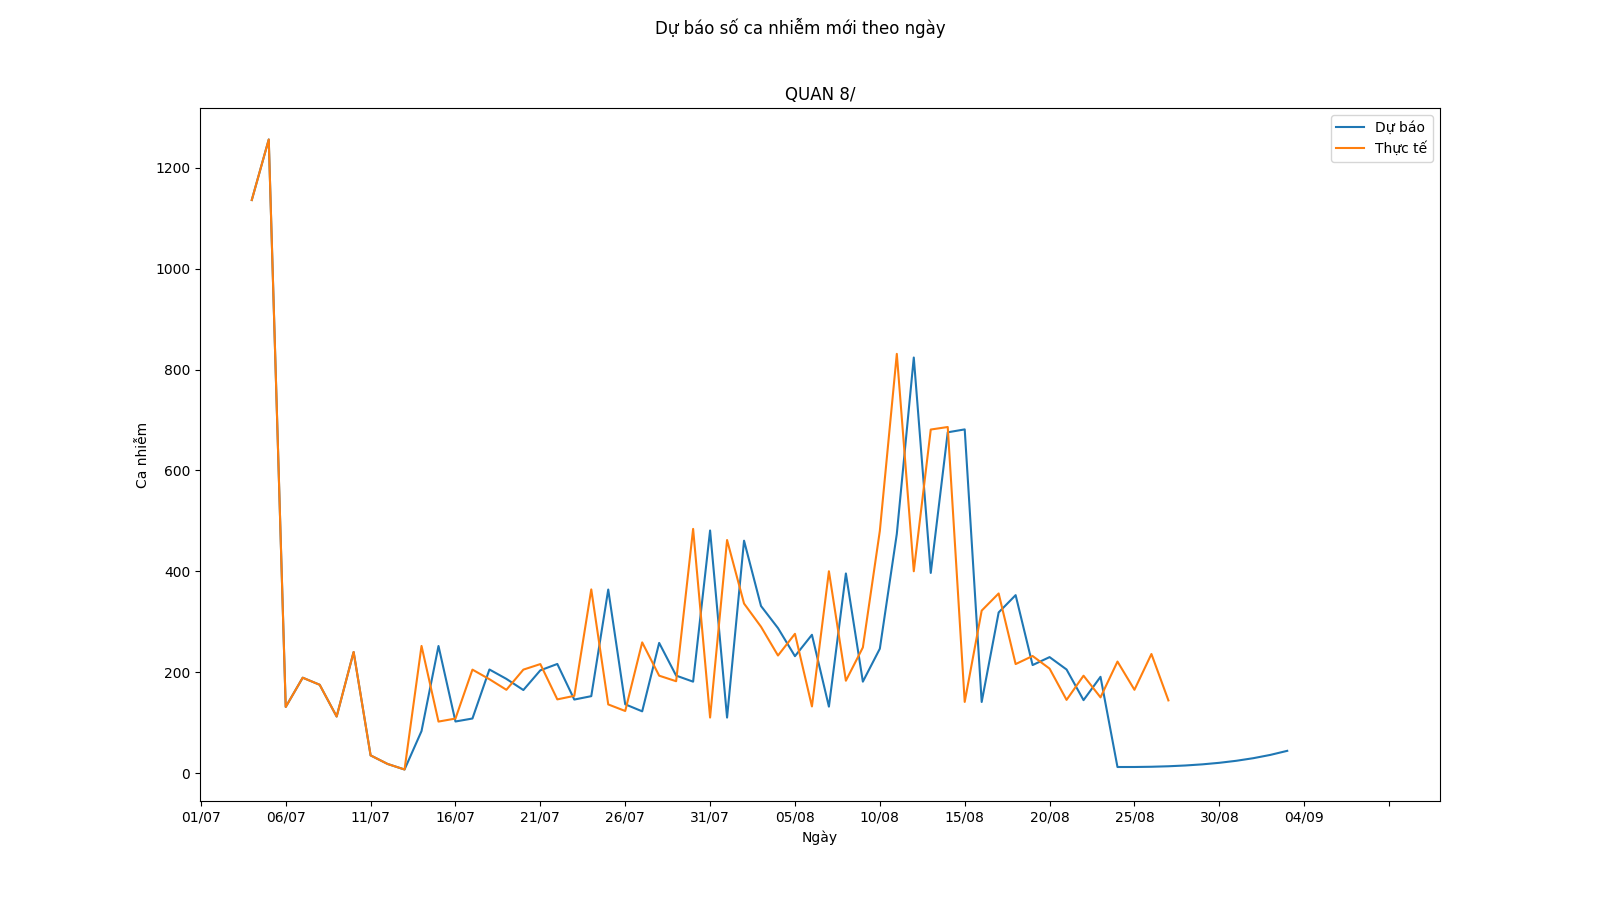 Dự báo số ca nhiễm mới theo ngày
QUAN 8/
Dự báo
Thực tế
1200
1000
800
600
400
200
0
Ca nhiễm
01/07 06/07 11/07 16/07 21/07 26/07 31/07 05/08 10/08 15/08 20/08 25/08 30/08 04/09
Ngày